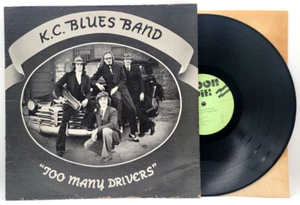 K.C. BLUES BAND
"TOO MANY DRIVERS"